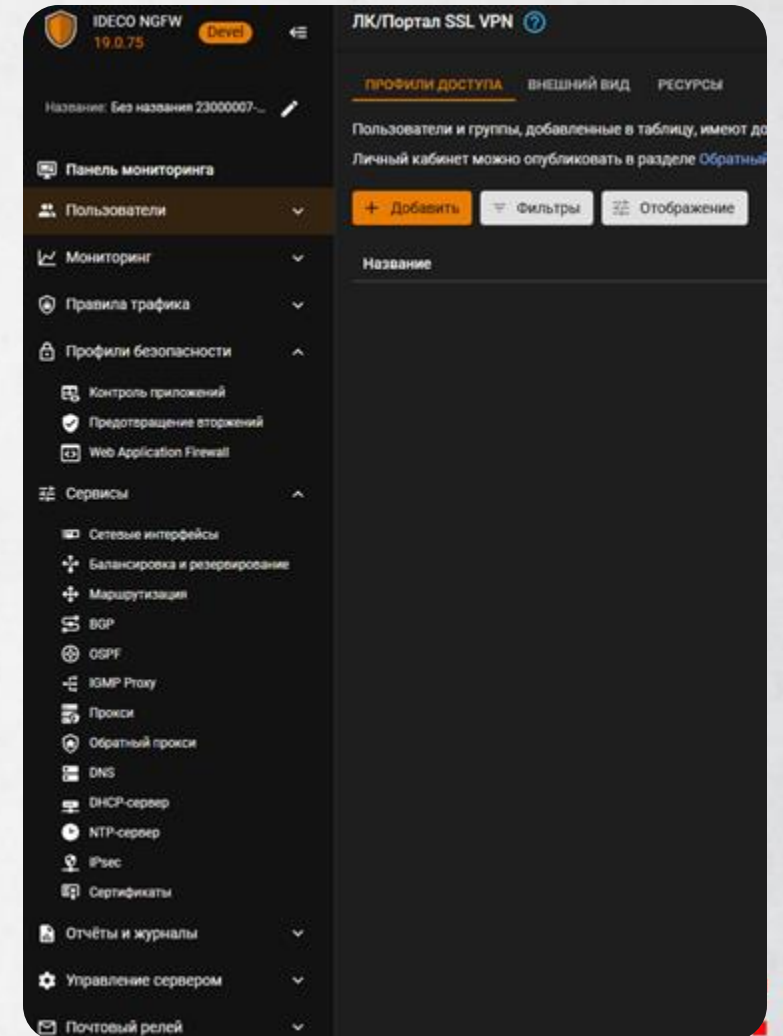 IDECO NGFW
19.0.75
Devel
Название: Без названия 23000007-...
Панель мониторинга
Пользователи
Мониторинг
Правила трафика
Профили безопасности
Контроль приложений
Предотвращение вторжений
Web Application Firewall
Сервисы
Сетевые интерфейсы
Балансировка и резервирование
Маршрутизация
BGP
OSPF
IGMP Proxy
Прокси
Обратный прокси
DNS
DHCP-сервер
NTP-сервер
IPsec
Сертификаты
Отчёты и журналы
Управление сервером
Почтовый релей
ЛК/Портал SSL VPN ?
ПРОФИЛИ ДОСТУПА ВНЕШНИЙ ВИД РЕСУРСЫ
Пользователи и группы, добавленные в таблицу, имеют до
Личный кабинет можно опубликовать в разделе Обратный
+ Добавить Фильтры Отображение
Название